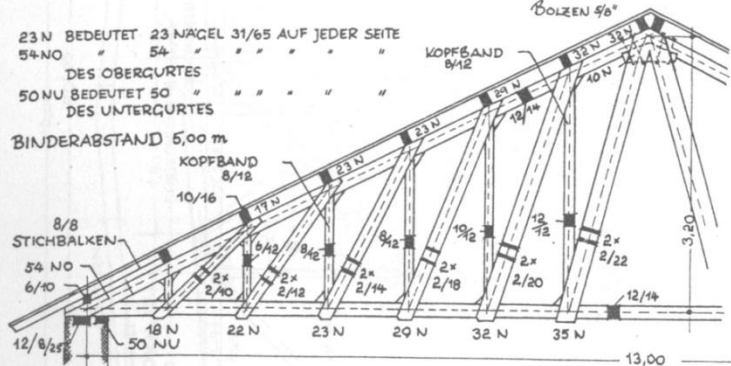 BOLZEN 5/8"
23 N BEDEUTET 23 NÄGEL 31/65 AUF JEDER SEITE
54 NO " 54 " " " " " "
DES OBERGURTES
50 NU BEDEUTET 50 " " " " " "
DES UNTERGURTES
BINDERABSTAND 5,00 m
KOPFBAND
8/12
KOPFBAND
8/12
10/16
8/8
STICHBALKEN
54 NO
6/10
17 N
23 N
23 N
29 N
12/14
32 N
32 N
10 N
6/12
8/12
8/12
10/12
12/12
2x
2/10
2x
2/12
2x
2/14
2x
2/18
2x
2/20
2x
2/22
3,20
12/14
18 N
22 N
23 N
29 N
32 N
35 N
12/8/25
50 NU
13,00